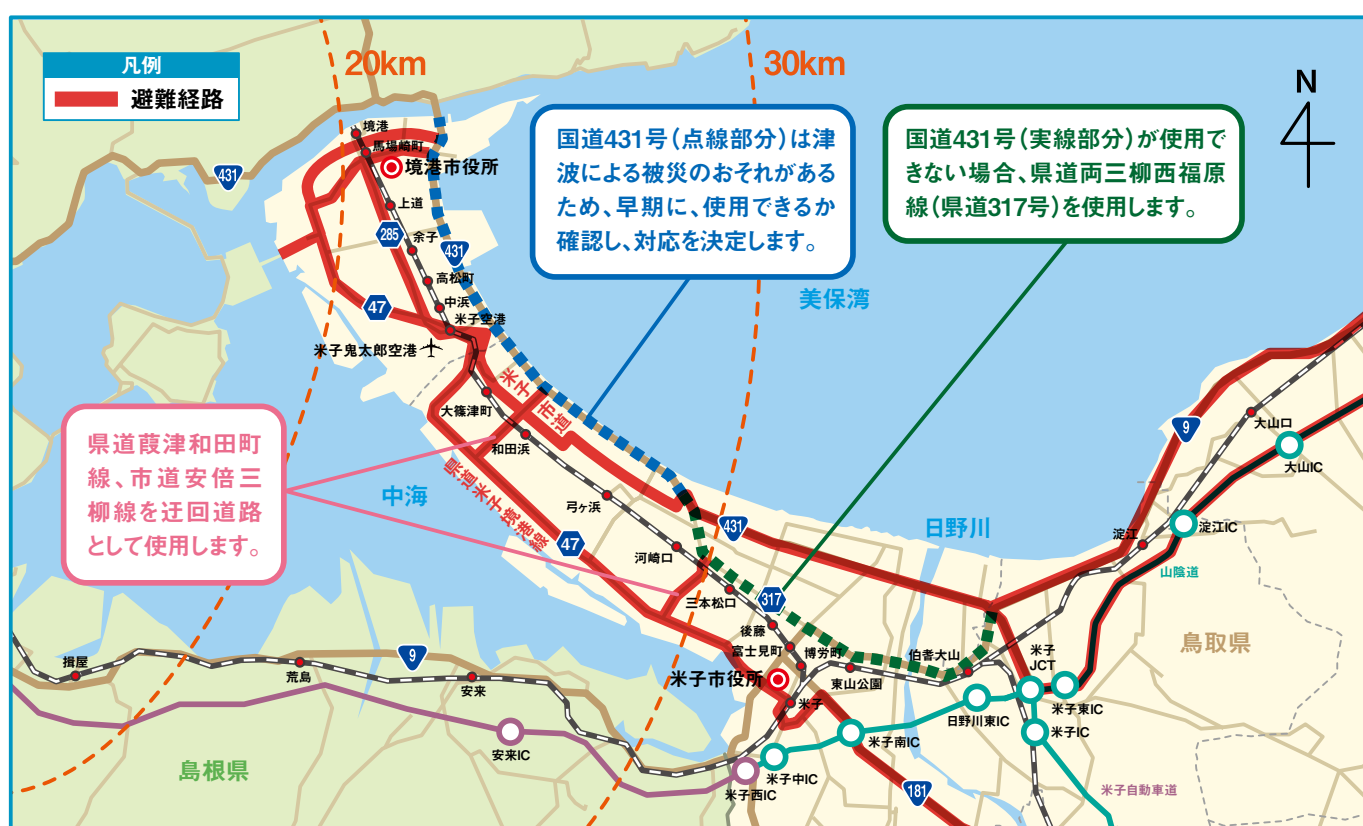 凡例
避難経路
20km
30km
N
国道431号（点線部分）は津
波による被災のおそれがある
ため、早期に、使用できるか
確認し、対応を決定します。
国道431号（実線部分）が使用で
きない場合、県道両三柳西福原
線（県道317号）を使用します。
境港
馬場崎町
境港市役所
431
上道
285
余子
431
高松町
中浜
47
米子空港
米子鬼太郎空港
美保湾
大篠津町
米子市道
和田浜
県道葭津和田町
線、市道安倍三
柳線を迂回道路
として使用します。
中海
県道米子境港線
弓ヶ浜
47
河崎口
431
日野川
9
大山口
大山IC
淀江
淀江IC
山陰道
三本松口
317
後藤
富士見町
博労町
米子市役所
東山公園
伯耆大山
米子
JCT
鳥取県
揖屋
荒島
9
安来
米子
米子東IC
日野川東IC
米子IC
米子南IC
安来IC
島根県
米子中IC
米子西IC
181
米子自動車道